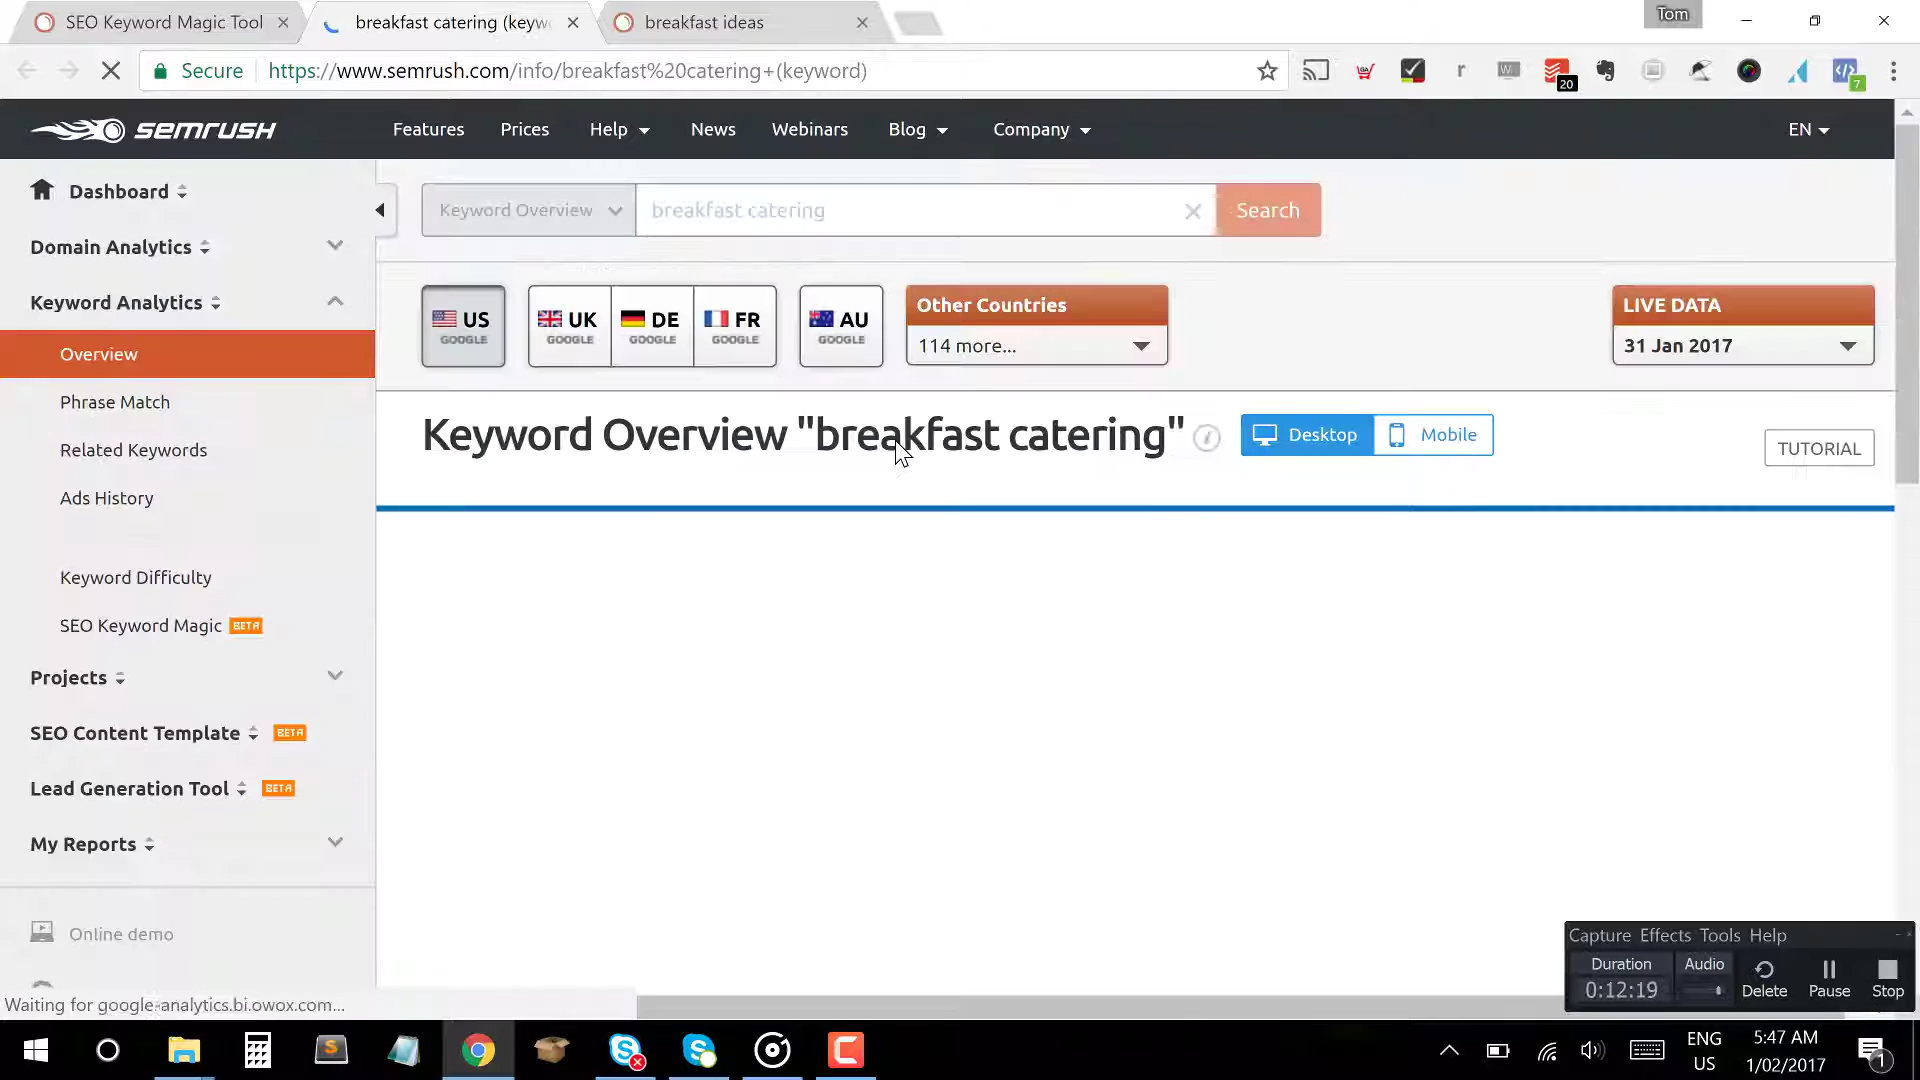 SEO Keyword Magic Tool
breakfast catering (keyw
breakfast ideas
Tom
Secure
https://www.semrush.com/info/breakfast%20catering+(keyword)
20
7
semrush
Features
Prices
Help
News
Webinars
Blog
Company
EN
Dashboard
Domain Analytics
Keyword Analytics
Overview
Phrase Match
Related Keywords
Ads History
Keyword Difficulty
SEO Keyword Magic BETA
Projects
SEO Content Template BETA
Lead Generation Tool BETA
My Reports
Online demo
Keyword Overview
breakfast catering
Search
US
GOOGLE
UK
GOOGLE
DE
GOOGLE
FR
GOOGLE
AU
GOOGLE
Other Countries
114 more...
LIVE DATA
31 Jan 2017
Keyword Overview "breakfast catering"
Desktop
Mobile
TUTORIAL
Waiting for google-analytics.bi.owox.com...
Capture Effects Tools Help
Duration
0:12:19
Audio
Delete
Pause
Stop
ENG
US
5:47 AM
1/02/2017
1